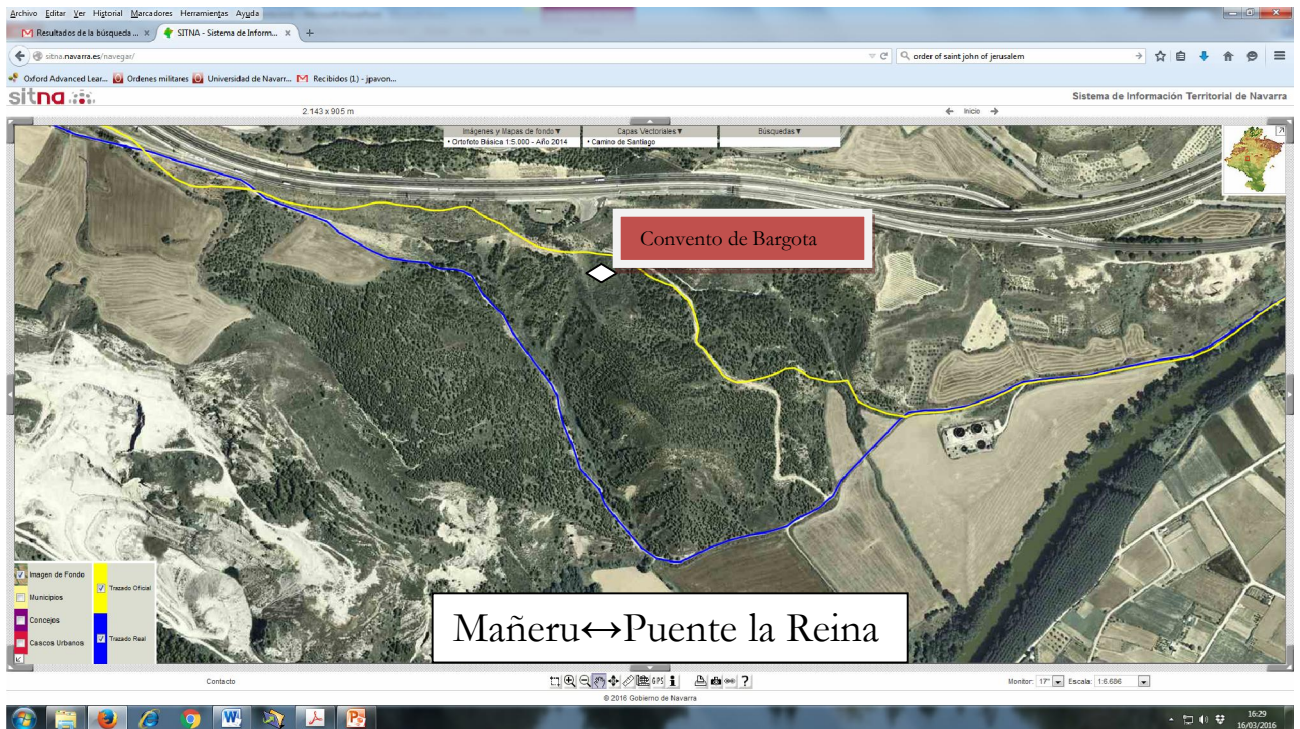 Archivo Editar Ver Historial Marcadores Herramientas Ayuda
Resultados de la búsqueda ... ×
SITNA - Sistema de Inform... × +
sitna.navarra.es/navegar/
order of saint john of jerusalem
Oxford Advanced Lear... Ordenes militares Universidad de Navarr... Recibidos (1) - jpavon...
sitna
Sistema de Información Territorial de Navarra
2.143 x 905 m
Inicio
Imágenes y Mapas de fondo Capas Vectoriales Búsquedas
• Ortofoto Básica 1:5.000 - Año 2014 • Camino de Santiago
Convento de Bargota
Imagen de Fondo
Municipios
Concejos
Cascos Urbanos
Trazado Oficial
Trazado Real
Mañeru↔Puente la Reina
Contacto
GPS i ?
Monitor: 17" Escala: 1:6.686
© 2016 Gobierno de Navarra
16:29
16/03/2016